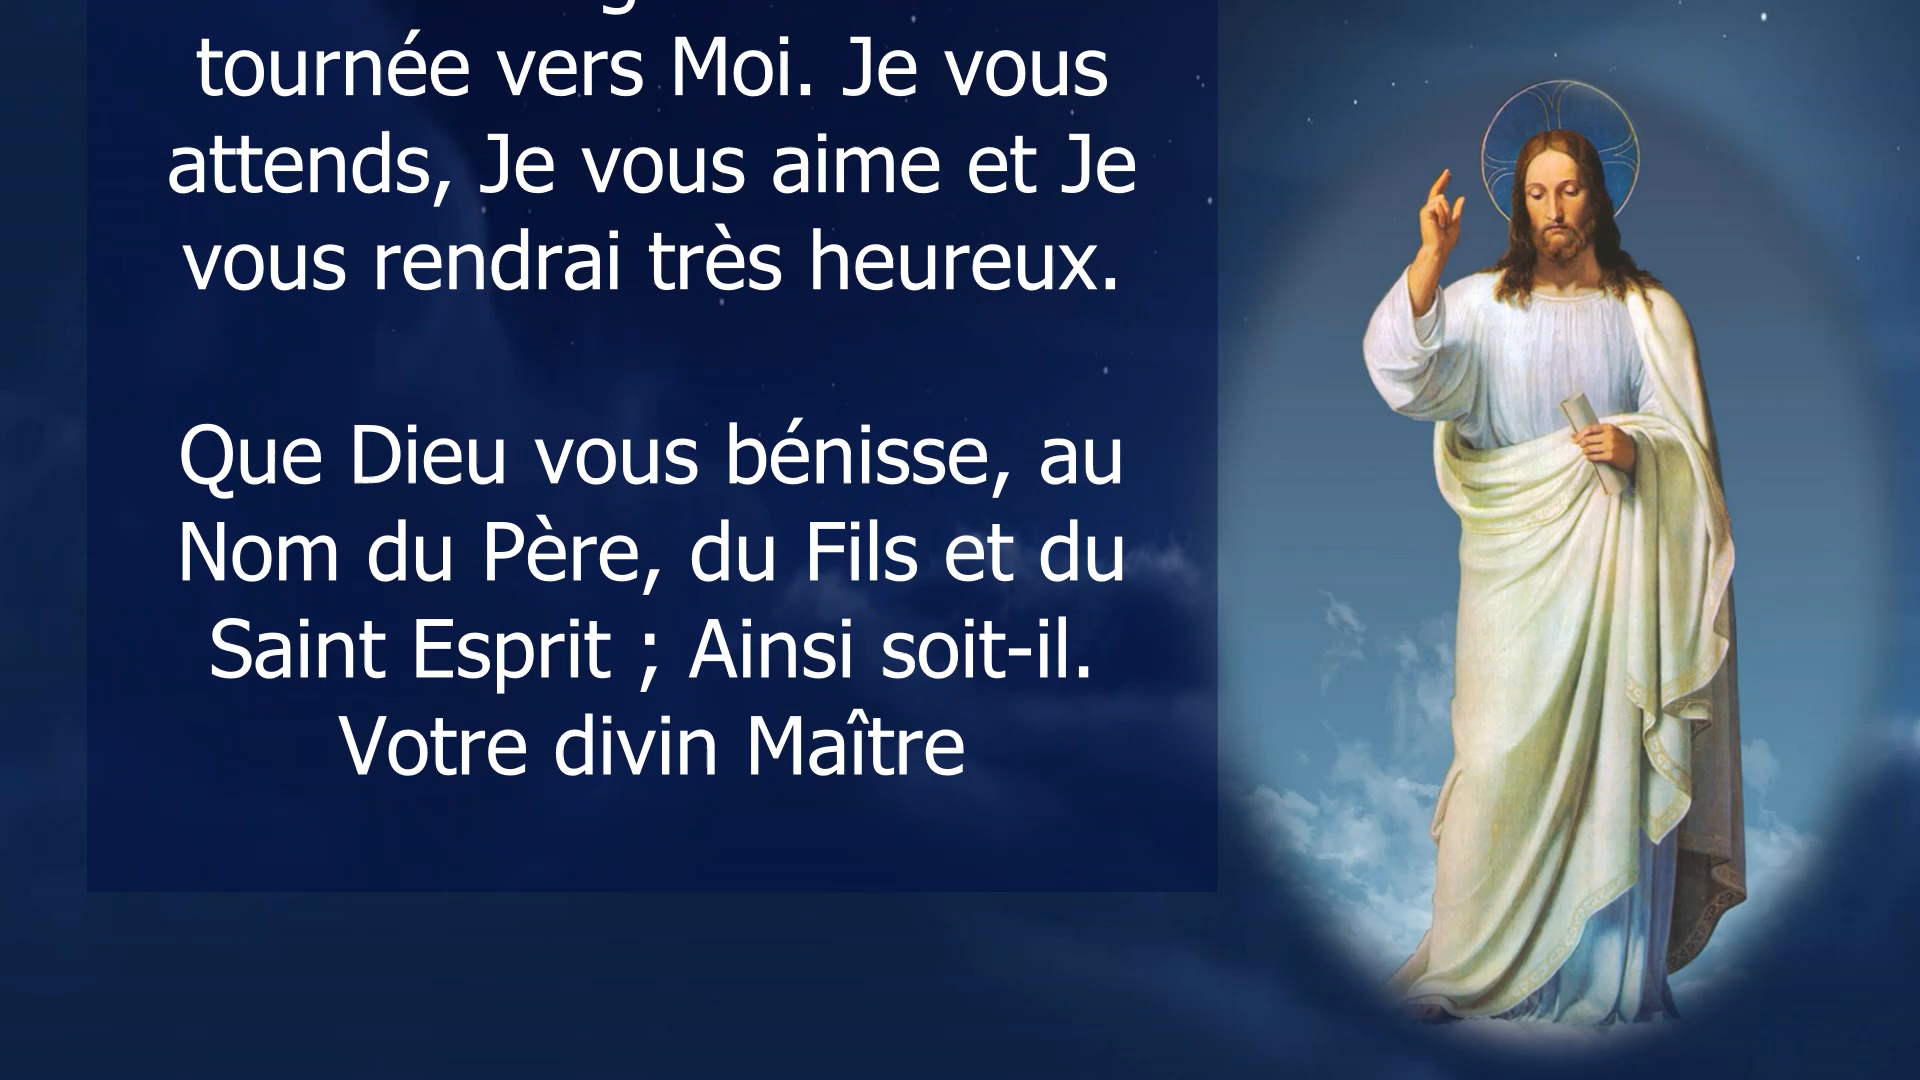 tournée vers Moi. Je vous
attends, Je vous aime et Je
vous rendrai très heureux.
Que Dieu vous bénisse, au
Nom du Père, du Fils et du
Saint Esprit ; Ainsi soit-il.
Votre divin Maître